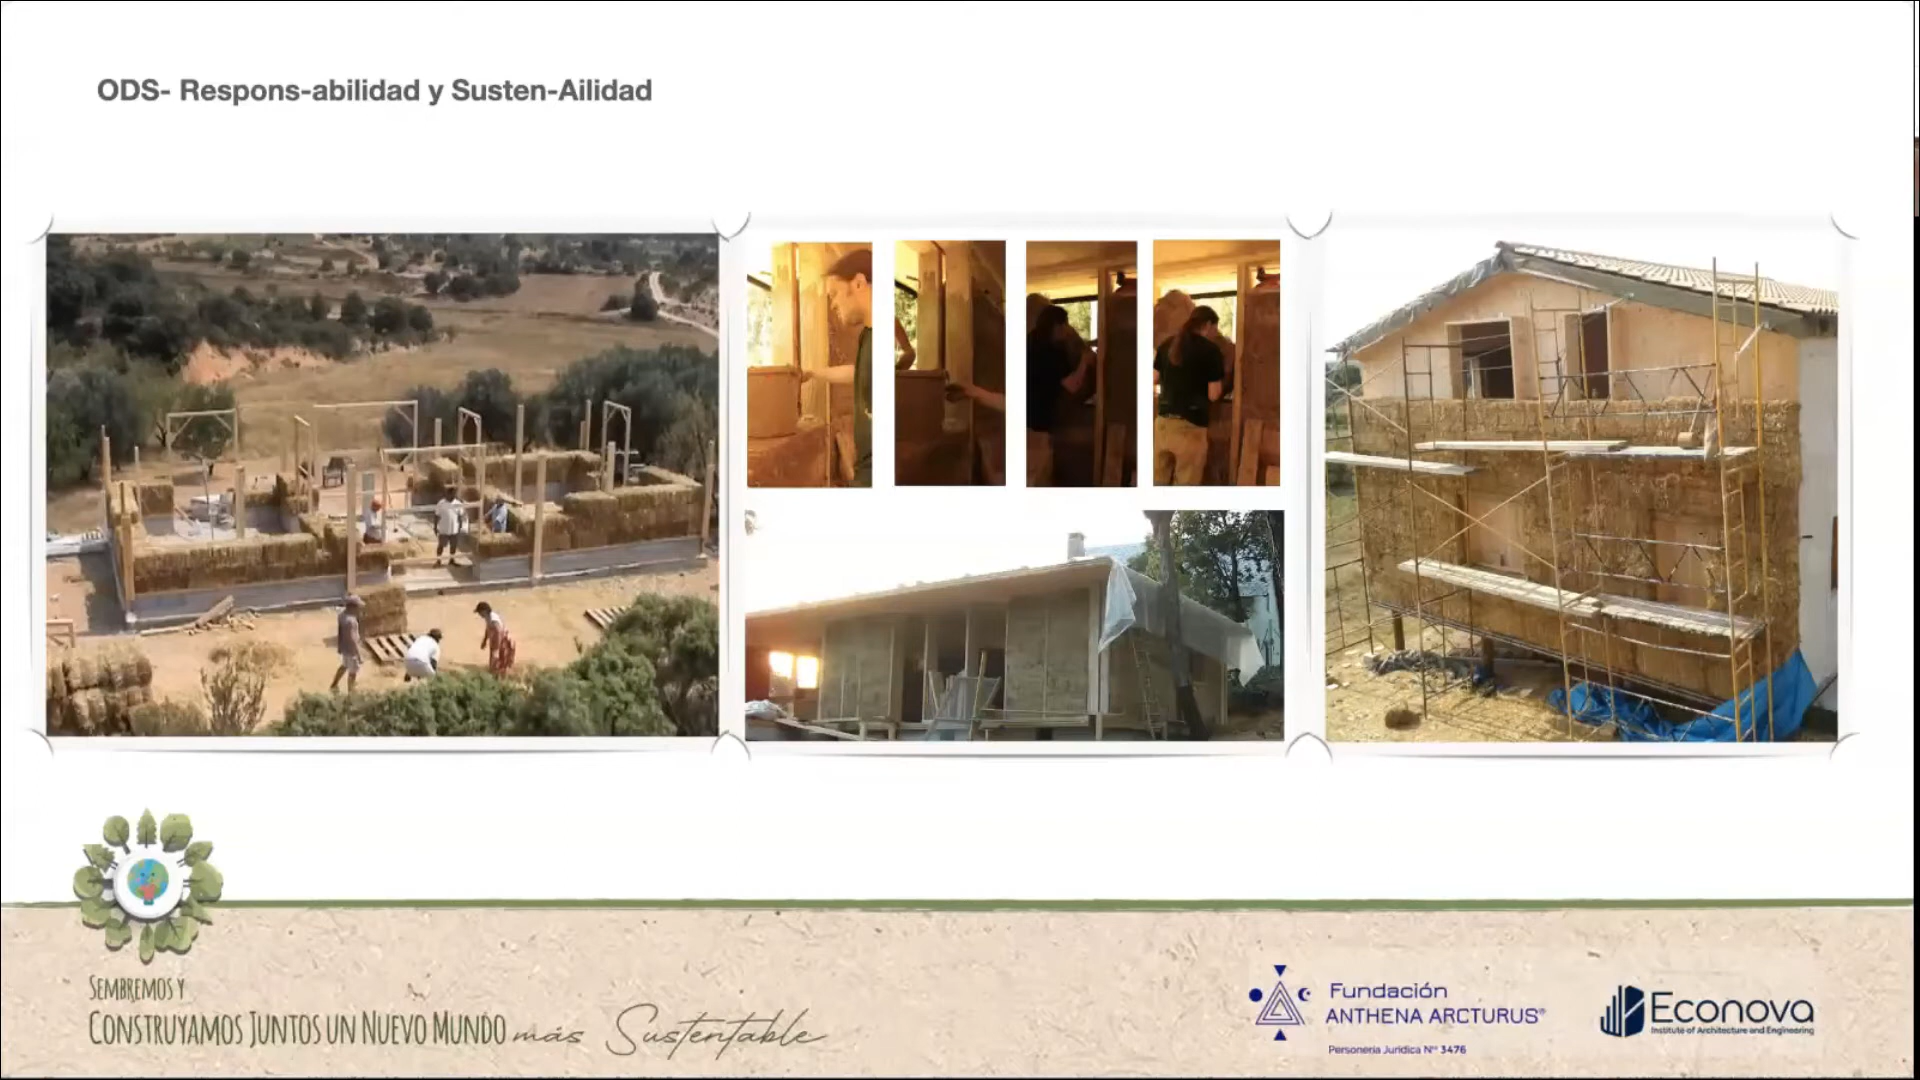 ODS- Respons-abilidad y Susten-Ailidad
SEMBREMOS Y
CONSTRUYAMOS JUNTOS UN NUEVO MUNDO más Sustentable
Fundación
ANTHENA ARCTURUS®
Personería Jurídica N° 3476
Econova
Institute of Architecture and Engineering